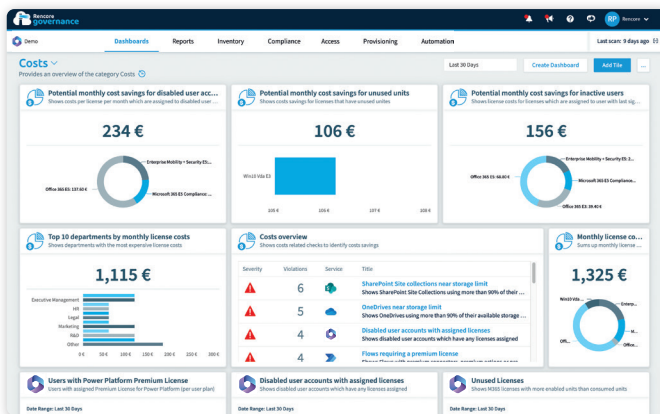 Rencore
governance
RP Rencore
Demo
Dashboards Reports Inventory Compliance Access Provisioning Automation
Last scan: 9 days ago
Costs
Provides an overview of the category Costs
Last 30 Days
Create Dashboard
Add Tile
...
Potential monthly cost savings for disabled user acc...
Shows costs per license per month which are assigned to disabled user ...
234 €
Enterprise Mobility + Security E5:...
Office 365 E5: 137.60 €
Microsoft 365 E5 Compliance:...
Potential monthly cost savings for unused units
Shows costs savings for licenses that have unused units
106 €
Win10 Vda E3
105 € 106 € 107 € 108 €
Potential monthly cost savings for inactive users
Shows license costs for licenses which are assigned to user with last sig...
156 €
Enterprise Mobility + Security E5: 2...
Office 365 E5: 68.80 €
Microsoft 365 E5 Compliance...
Office 365 E3: 39.40 €
Top 10 departments by monthly license costs
Shows departments with the most expensive license costs
1,115 €
Executive Management
HR
Legal
Marketing
R&D
Other
0 € 50 € 100 € 150 € 200 € 250 € 300 €
Costs overview
Shows costs related checks to identify costs savings
Severity Violations Service Title
6 SharePoint Site collections near storage limit
Shows SharePoint Site Collections using more than 90% of their ...
5 OneDrives near storage limit
Shows OneDrives using more than 90% of their available storage ...
4 Disabled user accounts with assigned licenses
Shows disabled user accounts which have any licenses assigned
4 Flows requiring a premium license
Monthly license co...
Sums up monthly license ...
1,325 €
Win10 Vda ...
Enterp...
Offi...
M...
Office...
Users with Power Platform Premium License
Users with assigned Premium License for Power Platform (per user plan)
Date Range: Last 30 Days
Disabled user accounts with assigned licenses
Shows disabled user accounts which have any licenses assigned
Date Range: Last 30 Days
Unused Licenses
Shows M365 licenses with more enabled units than consumed units
Date Range: Last 30 Days